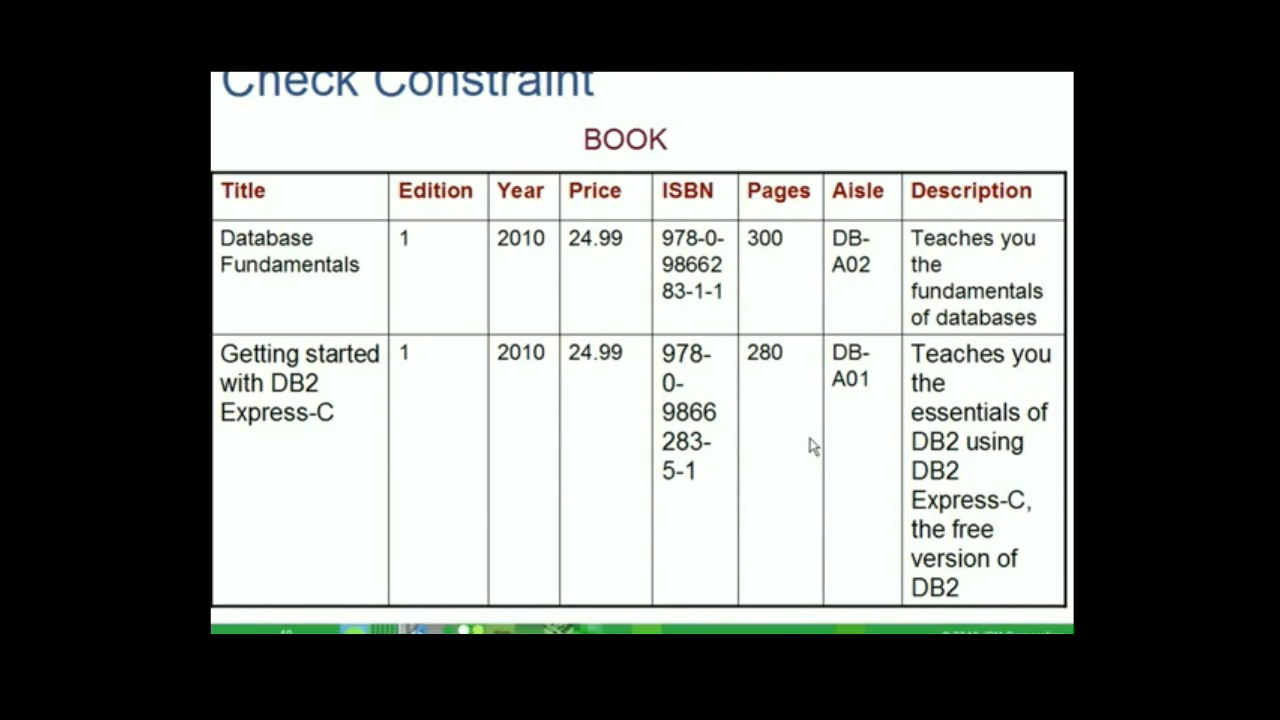 Check Constraint
BOOK
Title Edition Year Price ISBN Pages Aisle Description
Database
Fundamentals
1
2010
24.99
978-0-
98662
83-1-1
300
DB-
A02
Teaches you
the
fundamentals
of databases
Getting started
with DB2
Express-C
1
2010
24.99
978-
0-
9866
283-
5-1
280
DB-
A01
Teaches you
the
essentials of
DB2 using
DB2
Express-C,
the free
version of
DB2